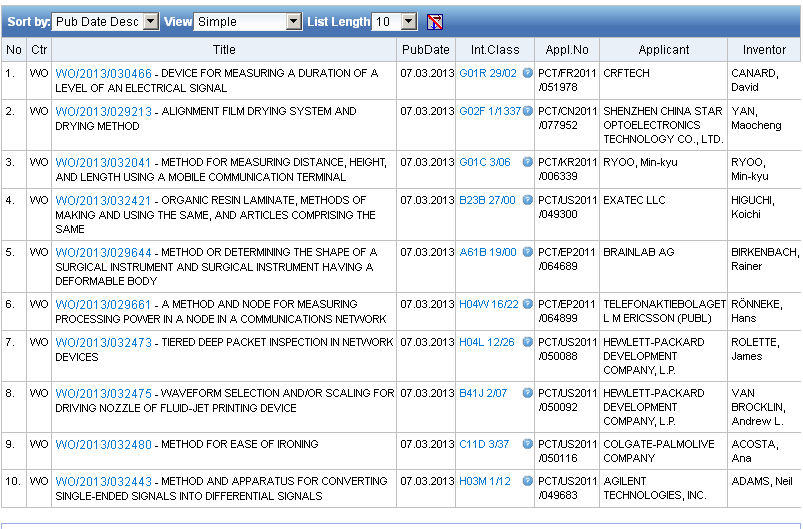 Sort by: Pub Date Desc View Simple List Length 10
No Ctr Title PubDate Int.Class Appl.No Applicant Inventor
1. WO WO/2013/030466 - DEVICE FOR MEASURING A DURATION OF A 07.03.2013 G01R 29/02 PCT/FR2011 CRFTECH CANARD,
LEVEL OF AN ELECTRICAL SIGNAL /051978 David
2. WO WO/2013/029213 - ALIGNMENT FILM DRYING SYSTEM AND 07.03.2013 G02F 1/1337 PCT/CN2011 SHENZHEN CHINA STAR YAN,
DRYING METHOD /077952 OPTOELECTRONICS Maocheng
TECHNOLOGY CO., LTD.
3. WO WO/2013/032041 - METHOD FOR MEASURING DISTANCE, HEIGHT, 07.03.2013 G01C 3/06 PCT/KR2011 RYOO, Min-kyu RYOO,
AND LENGTH USING A MOBILE COMMUNICATION TERMINAL /006339 Min-kyu
4. WO WO/2013/032421 - ORGANIC RESIN LAMINATE, METHODS OF 07.03.2013 B23B 27/00 PCT/US2011 EXATEC LLC HIGUCHI,
MAKING AND USING THE SAME, AND ARTICLES COMPRISING THE /049300 Koichi
SAME
5. WO WO/2013/029644 - METHOD OR DETERMINING THE SHAPE OF A 07.03.2013 A61B 19/00 PCT/EP2011 BRAINLAB AG BIRKENBACH,
SURGICAL INSTRUMENT AND SURGICAL INSTRUMENT HAVING A /064689 Rainer
DEFORMABLE BODY
6. WO WO/2013/029661 - A METHOD AND NODE FOR MEASURING 07.03.2013 H04W 16/22 PCT/EP2011 TELEFONAKTIEBOLAGET RÖNNEKE,
PROCESSING POWER IN A NODE IN A COMMUNICATIONS NETWORK /064899 L M ERICSSON (PUBL) Hans
7. WO WO/2013/032473 - TIERED DEEP PACKET INSPECTION IN NETWORK 07.03.2013 H04L 12/26 PCT/US2011 HEWLETT-PACKARD ROLETTE,
DEVICES /050088 DEVELOPMENT James
COMPANY, L.P.
8. WO WO/2013/032475 - WAVEFORM SELECTION AND/OR SCALING FOR 07.03.2013 B41J 2/07 PCT/US2011 HEWLETT-PACKARD VAN
DRIVING NOZZLE OF FLUID-JET PRINTING DEVICE /050092 DEVELOPMENT BROCKLIN,
COMPANY, L.P. Andrew L.
9. WO WO/2013/032480 - METHOD FOR EASE OF IRONING 07.03.2013 C11D 3/37 PCT/US2011 COLGATE-PALMOLIVE ACOSTA,
/050116 COMPANY Ana
10. WO WO/2013/032443 - METHOD AND APPARATUS FOR CONVERTING 07.03.2013 H03M 1/12 PCT/US2011 AGILENT ADAMS, Neil
SINGLE-ENDED SIGNALS INTO DIFFERENTIAL SIGNALS /049683 TECHNOLOGIES, INC.